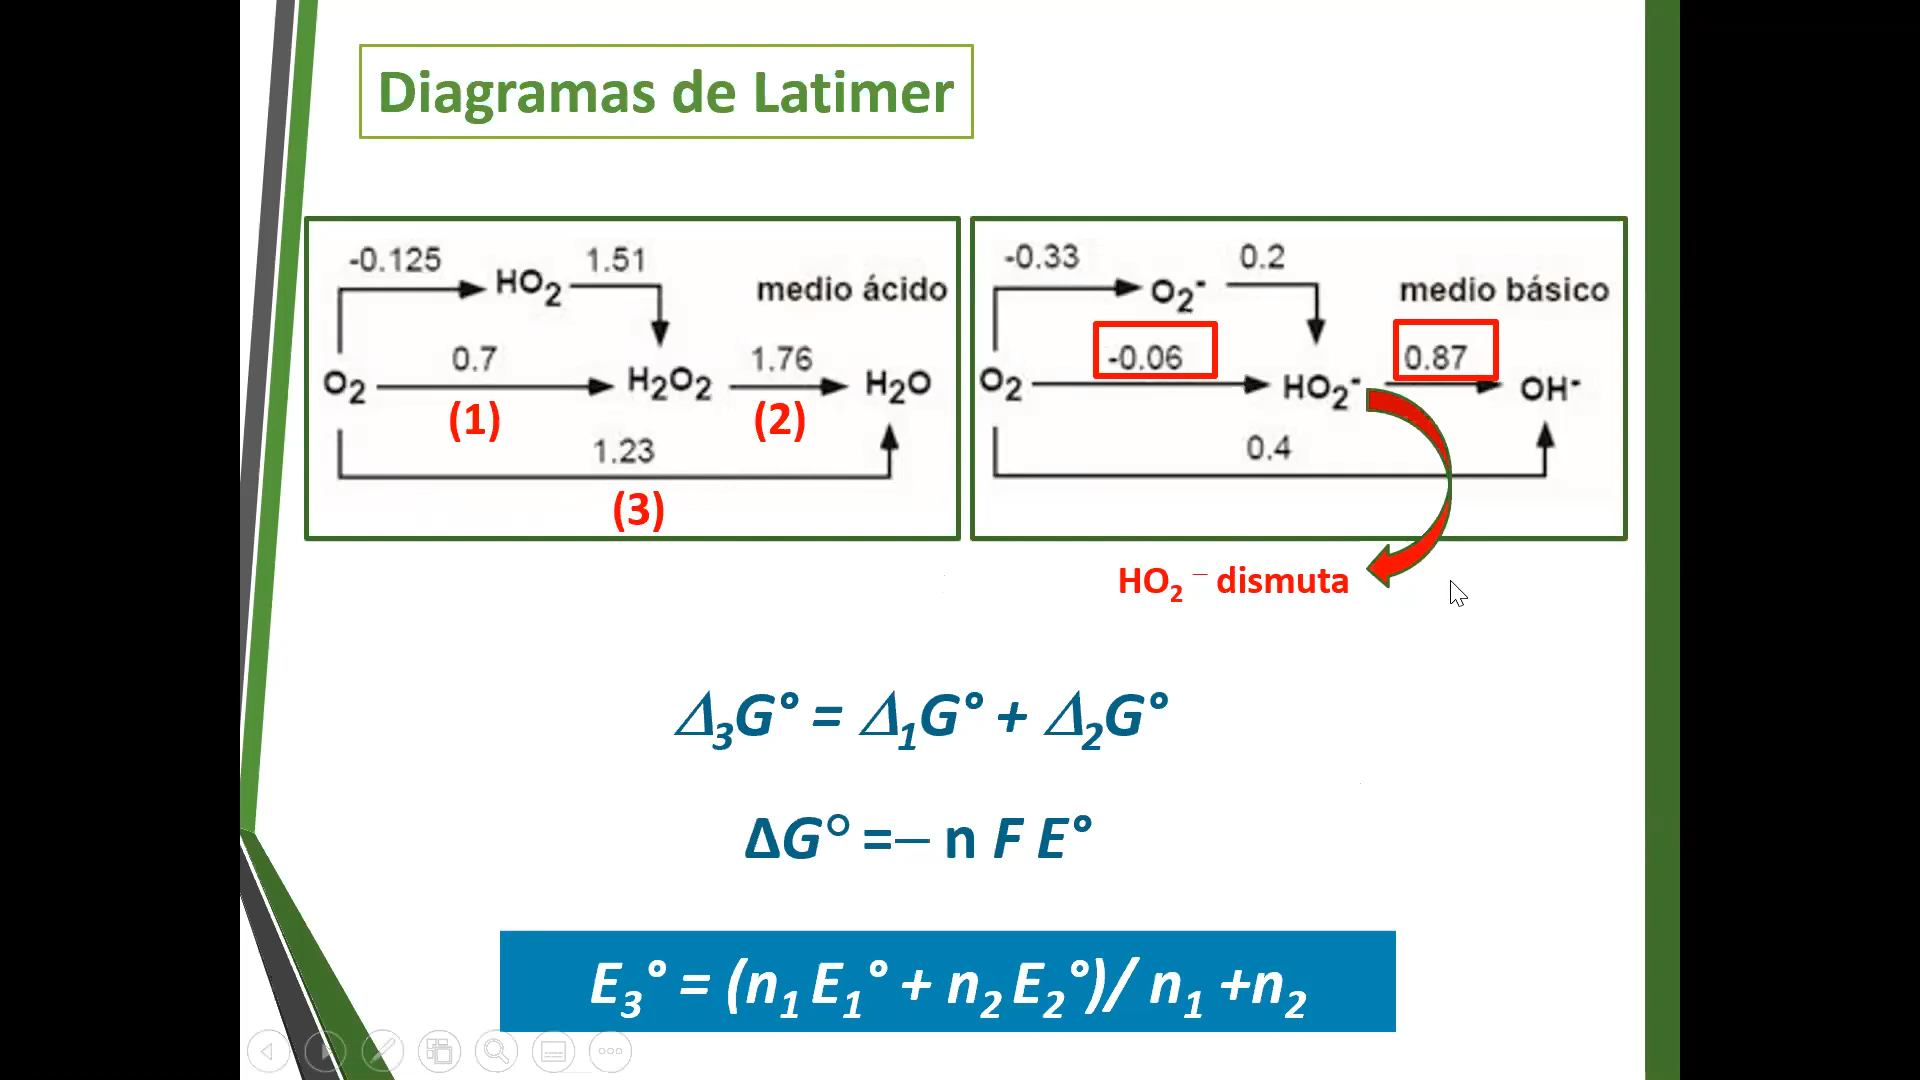 Diagramas de Latimer
-0.125 HO₂ 1.51 medio ácido
0.7 1.76
O₂ H₂O₂ H₂O
(1) (2)
1.23
(3)
-0.33 O₂⁻ 0.2 medio básico
-0.06 0.87
O₂ HO₂⁻ OH⁻
0.4
HO₂ ⁻ dismuta
Δ₃G° = Δ₁G° + Δ₂G°
ΔG° =− n F E°
E₃° = (n₁ E₁° + n₂ E₂°)/ n₁ +n₂